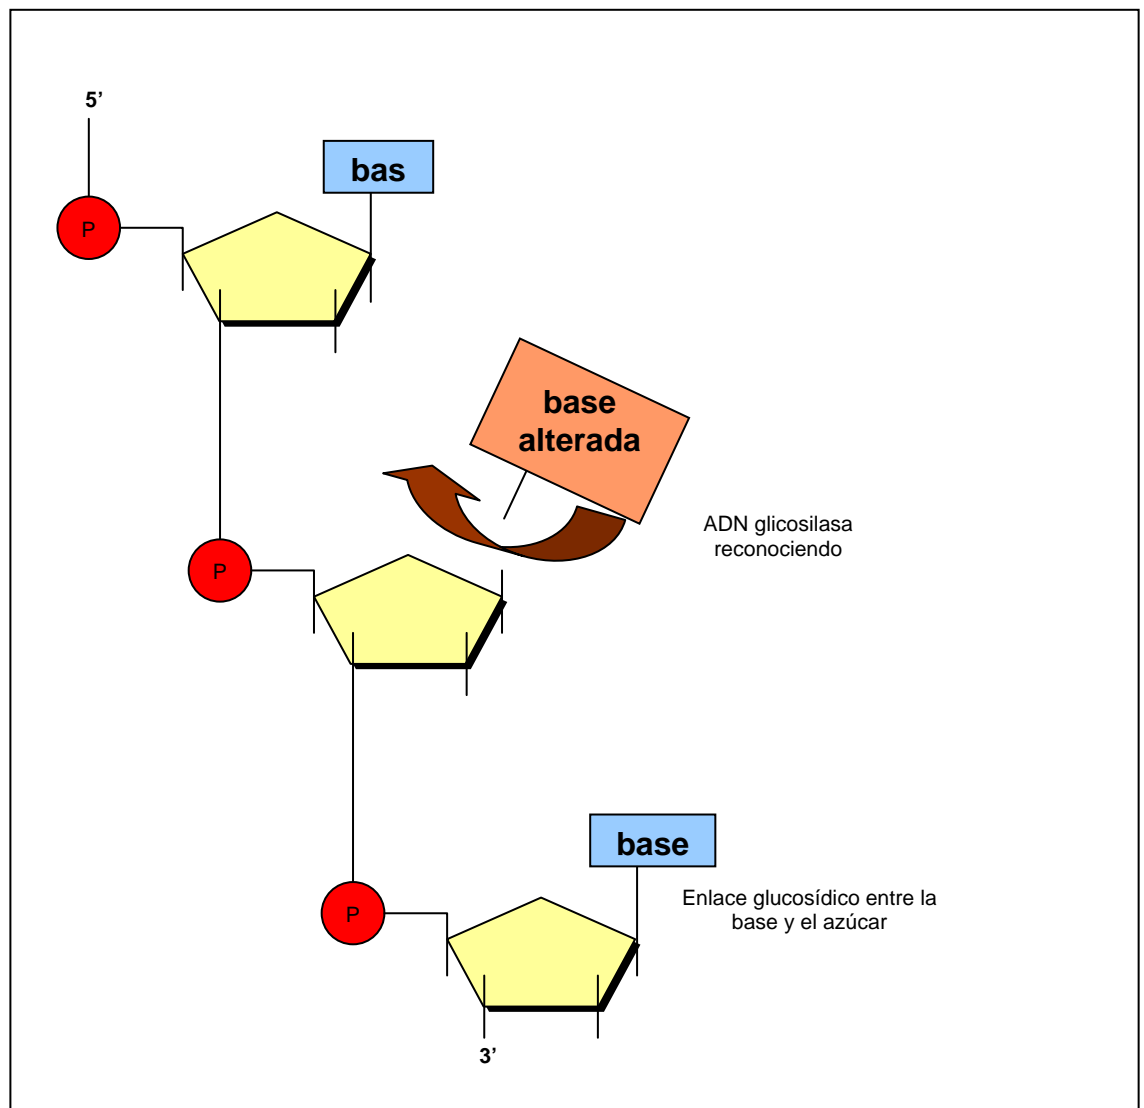 5’
bas
P
base
alterada
ADN glicosilasa
reconociendo
P
base
Enlace glucosídico entre la
base y el azúcar
P
3’